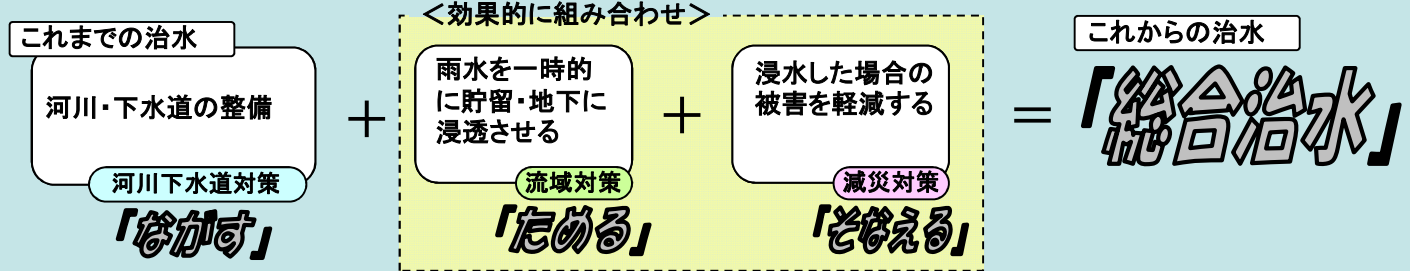 ＜効果的に組み合わせ＞
これまでの治水
河川・下水道の整備
河川下水道対策
「ながす」
＋
雨水を一時的
に貯留・地下に
浸透させる
流域対策
「ためる」
＋
浸水した場合の
被害を軽減する
減災対策
「そなえる」
＝
これからの治水
「総合治水」